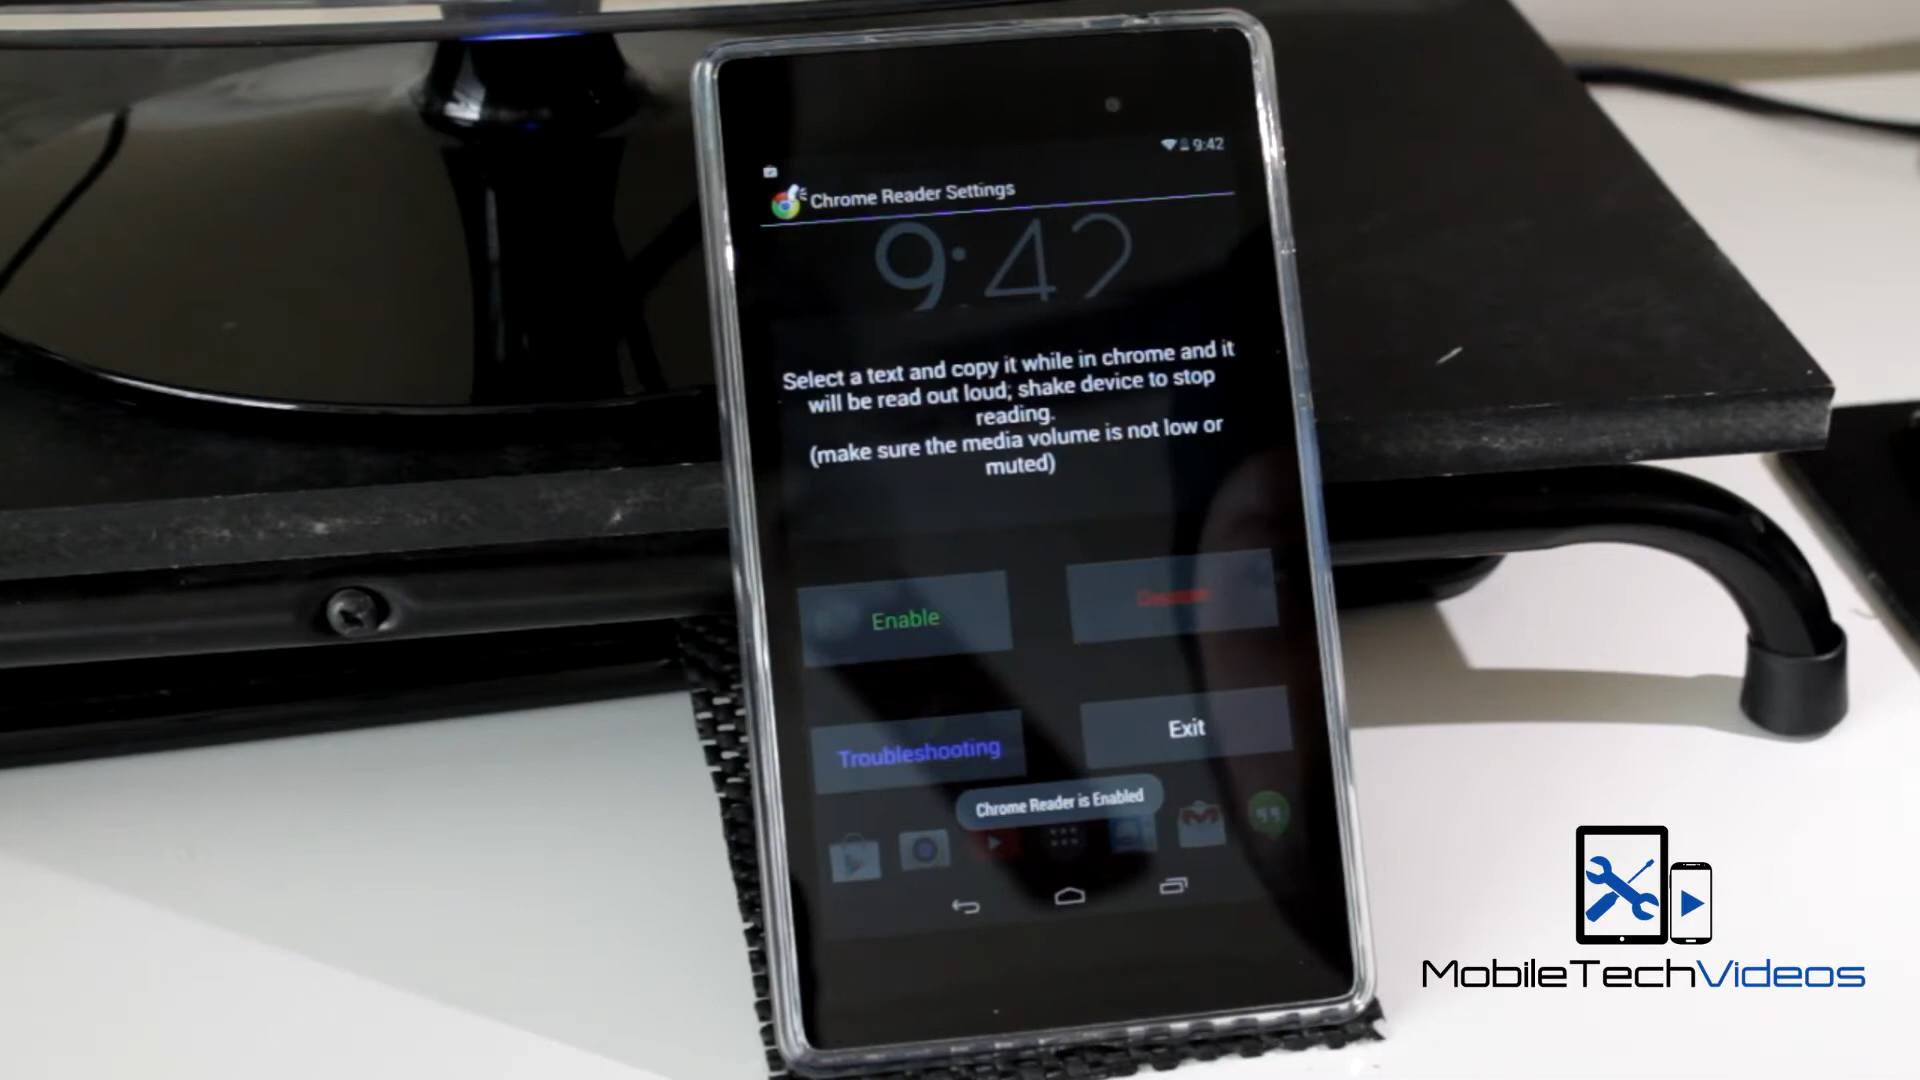 9:42
Chrome Reader Settings
9:42
Select a text and copy it while in chrome and it
will be read out loud; shake device to stop
reading.
(make sure the media volume is not low or
muted)
Enable
Troubleshooting
Exit
Chrome Reader is Enabled
MobileTechVideos